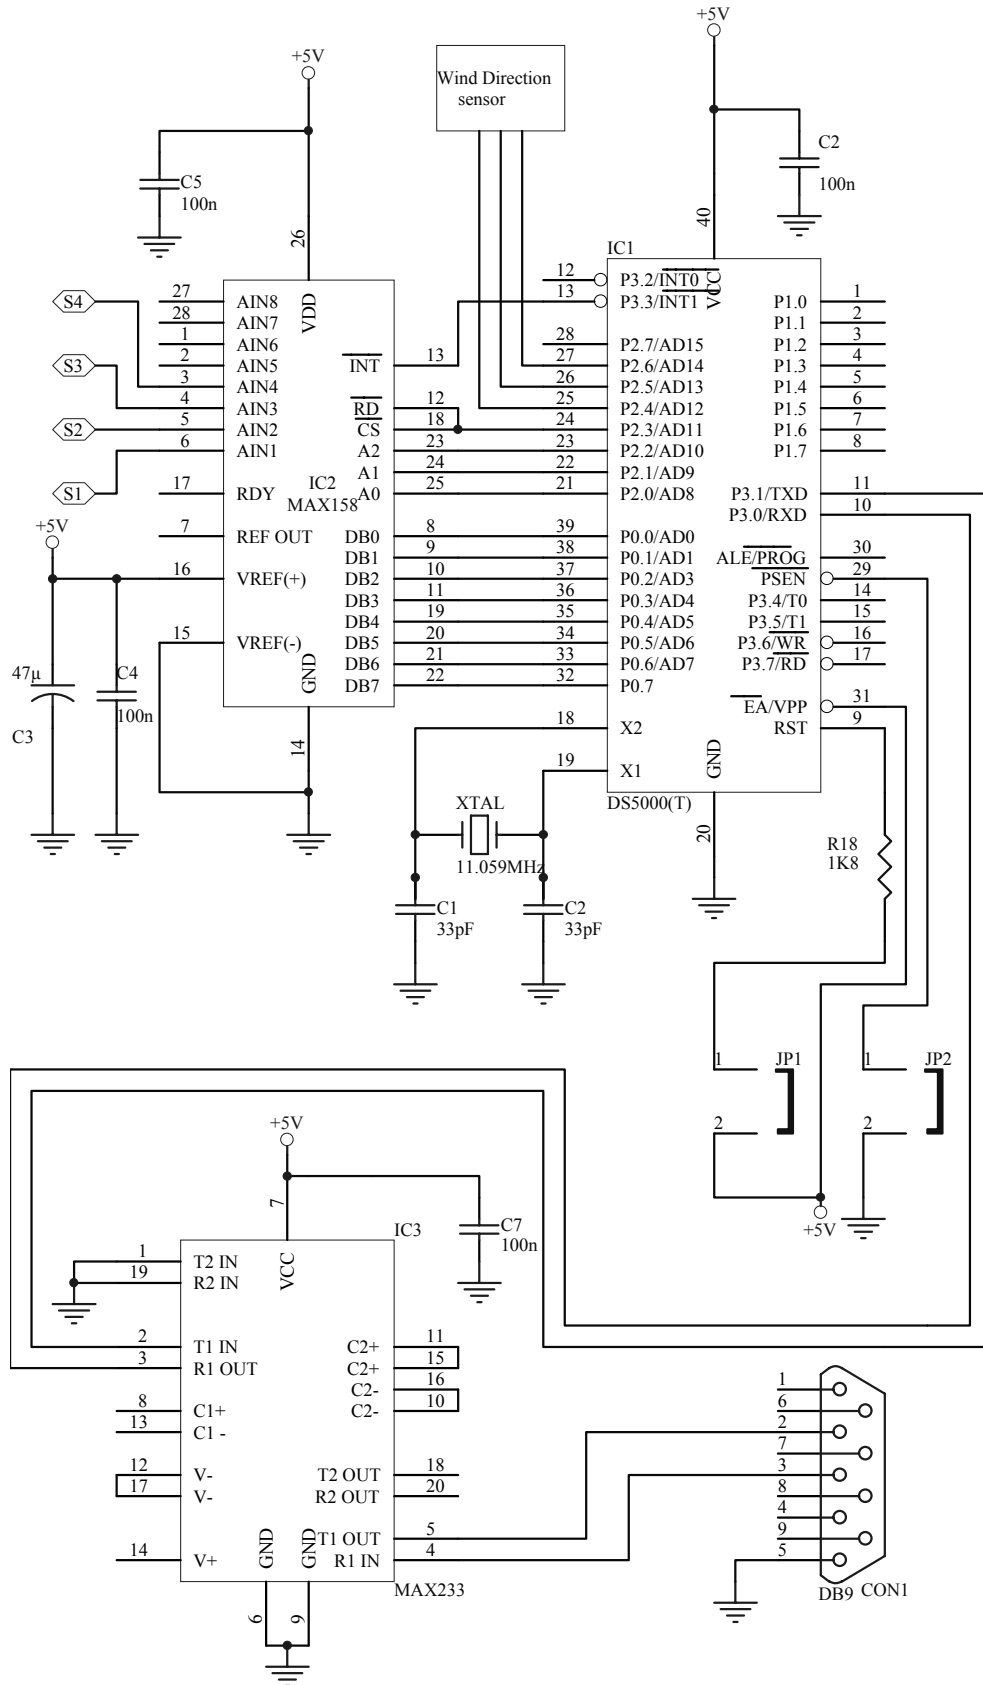 +5V
+5V
Wind Direction
sensor
C5
100n
C2
100n
26
40
IC1
S4
S3
S2
S1
27 AIN8
28 AIN7
1 AIN6
2 AIN5
3 AIN4
4 AIN3
5 AIN2
6 AIN1
17 RDY
7 REF OUT
16 VREF(+)
15 VREF(-)
VDD
GND
14
IC2
MAX158
INT 13
RD 12
CS 18
A2 23
A1 24
A0 25
DB0 8
DB1 9
DB2 10
DB3 11
DB4 19
DB5 20
DB6 21
DB7 22
12 P3.2/INT0
13 P3.3/INT1
28 P2.7/AD15
27 P2.6/AD14
26 P2.5/AD13
25 P2.4/AD12
24 P2.3/AD11
23 P2.2/AD10
22 P2.1/AD9
21 P2.0/AD8
39 P0.0/AD0
38 P0.1/AD1
37 P0.2/AD3
36 P0.3/AD4
35 P0.4/AD5
34 P0.5/AD6
33 P0.6/AD7
32 P0.7
18 X2
19 X1
VCC
GND
20
P1.0 1
P1.1 2
P1.2 3
P1.3 4
P1.4 5
P1.5 6
P1.6 7
P1.7 8
P3.1/TXD 11
P3.0/RXD 10
ALE/PROG 30
PSEN 29
P3.4/T0 14
P3.5/T1 15
P3.6/WR 16
P3.7/RD 17
EA/VPP 31
RST 9
DS5000(T)
+5V
47µ
C3
C4
100n
XTAL
11.059MHz
C1
33pF
C2
33pF
R18
1K8
1 JP1
2
1 JP2
2
+5V
+5V
7
C7
100n
IC3
VCC
1 T2 IN
19 R2 IN
2 T1 IN
3 R1 OUT
8 C1+
13 C1 -
12 V-
17 V-
14 V+
C2+ 11
C2+ 15
C2- 16
C2- 10
T2 OUT 18
R2 OUT 20
T1 OUT 5
R1 IN 4
GND
GND
6
9
MAX233
1
6
2
7
3
8
4
9
5
DB9 CON1